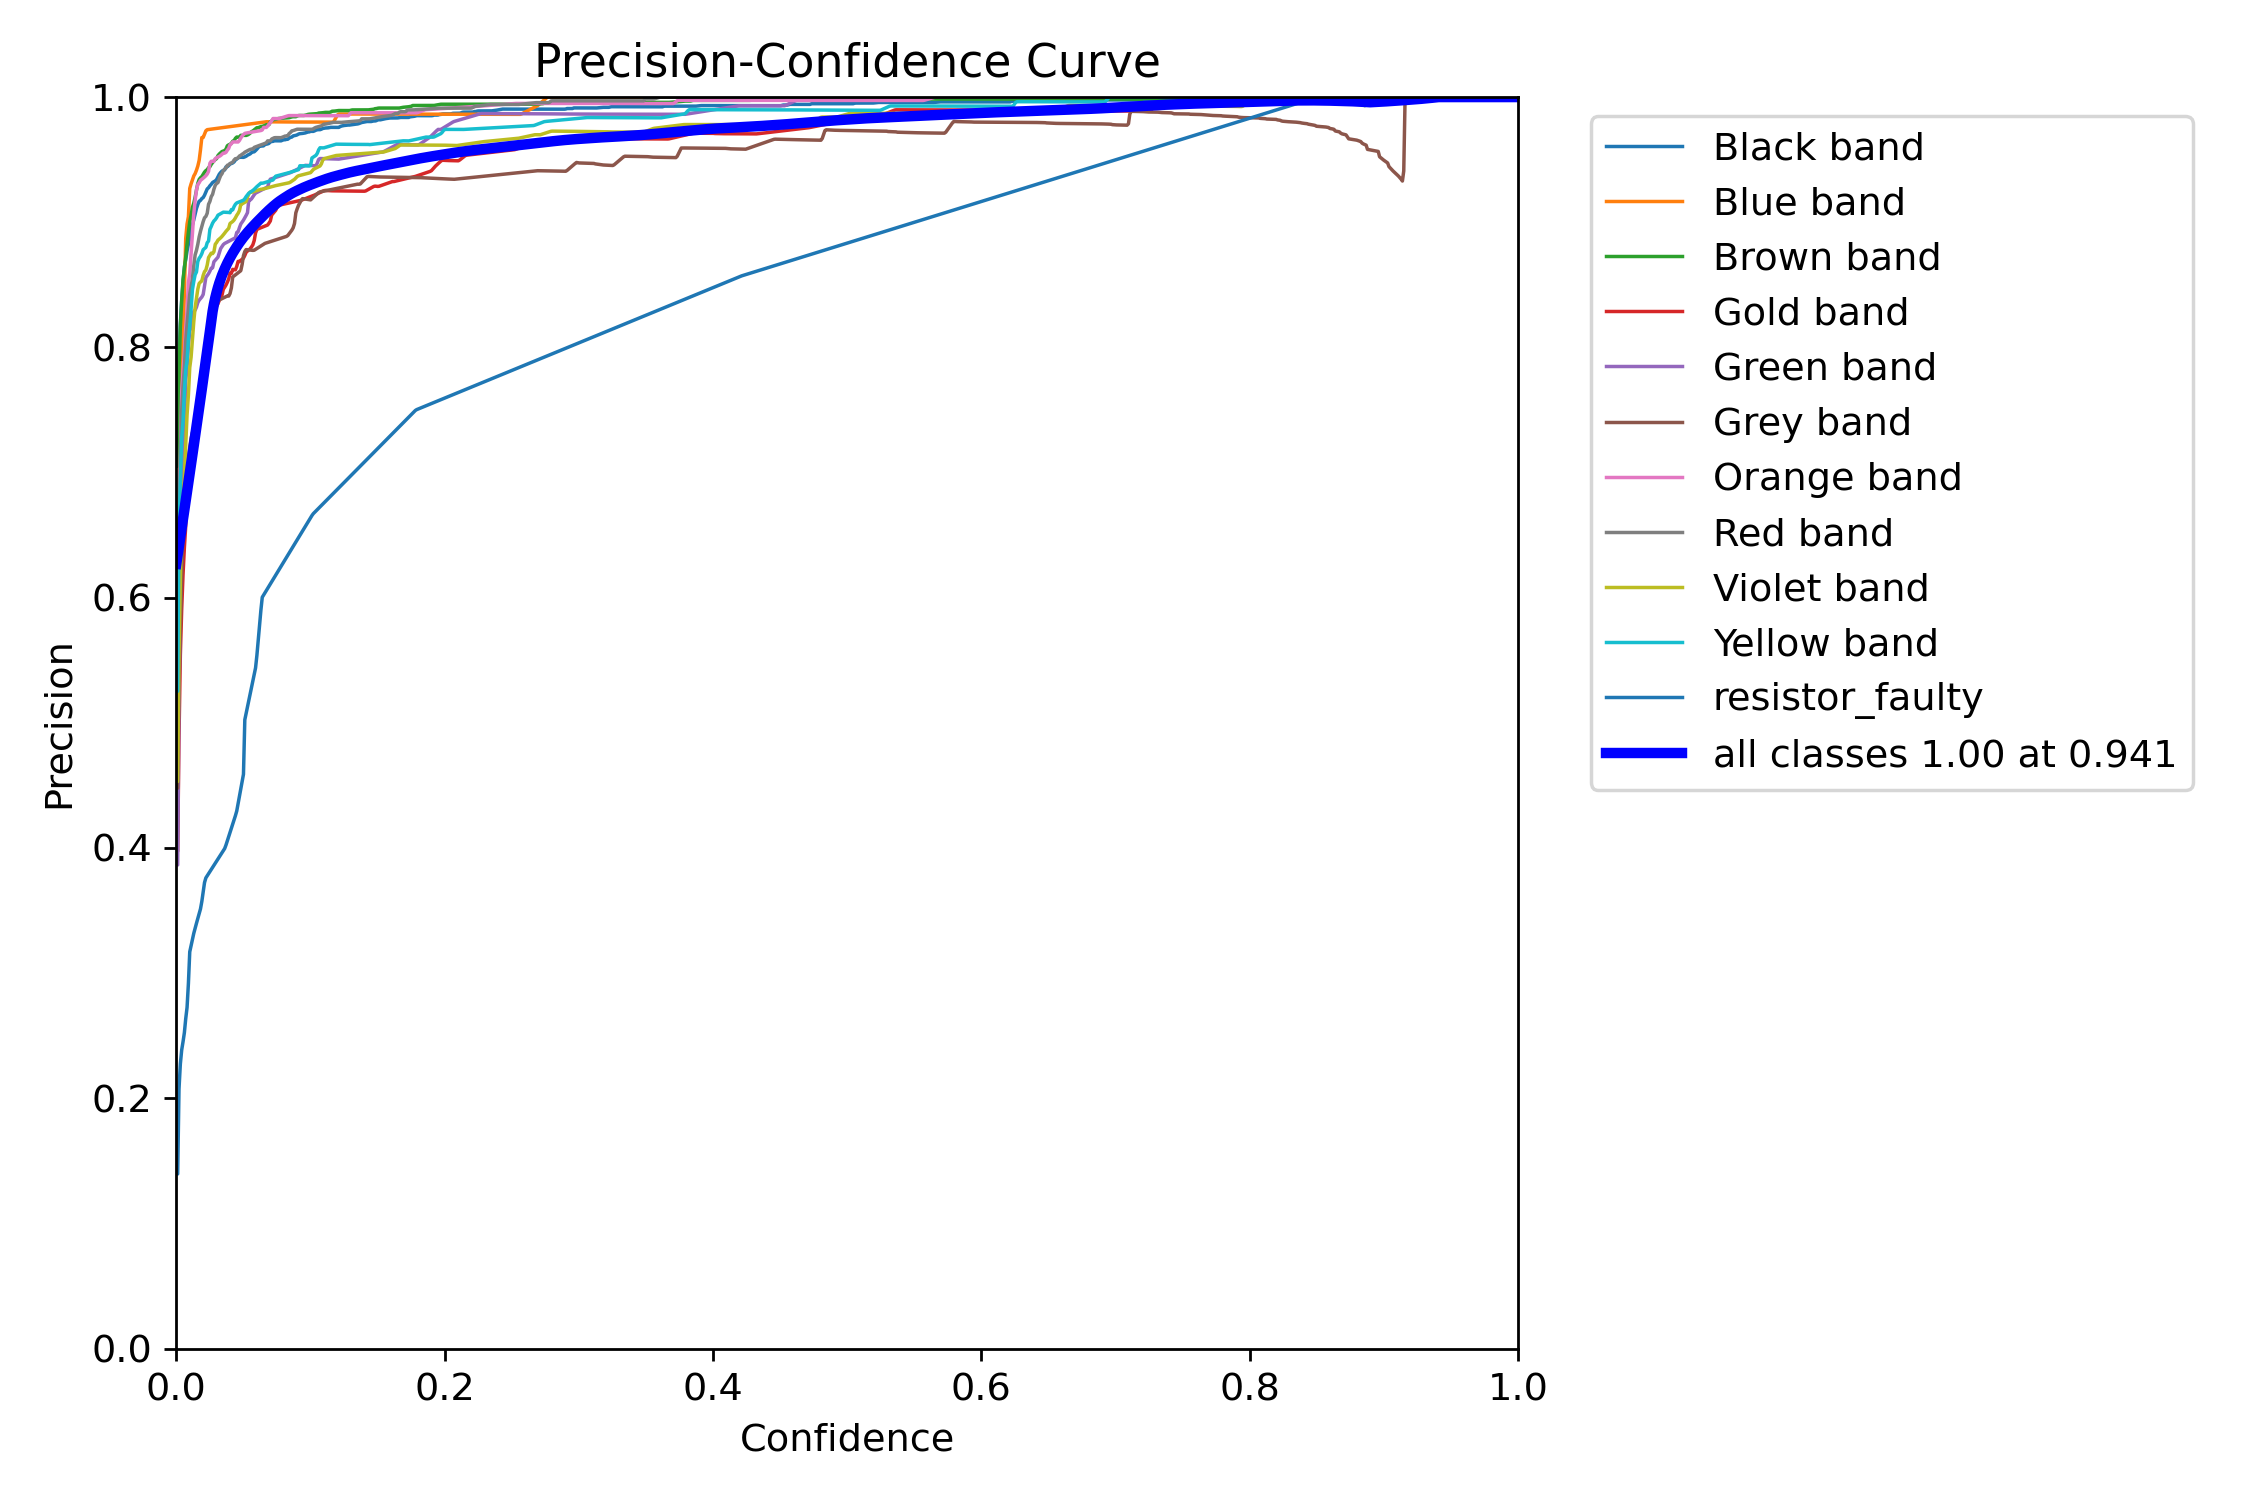 Precision-Confidence Curve
1.0
0.8
0.6
0.4
0.2
0.0
Precision
0.0 0.2 0.4 0.6 0.8 1.0
Confidence
Black band
Blue band
Brown band
Gold band
Green band
Grey band
Orange band
Red band
Violet band
Yellow band
resistor_faulty
all classes 1.00 at 0.941